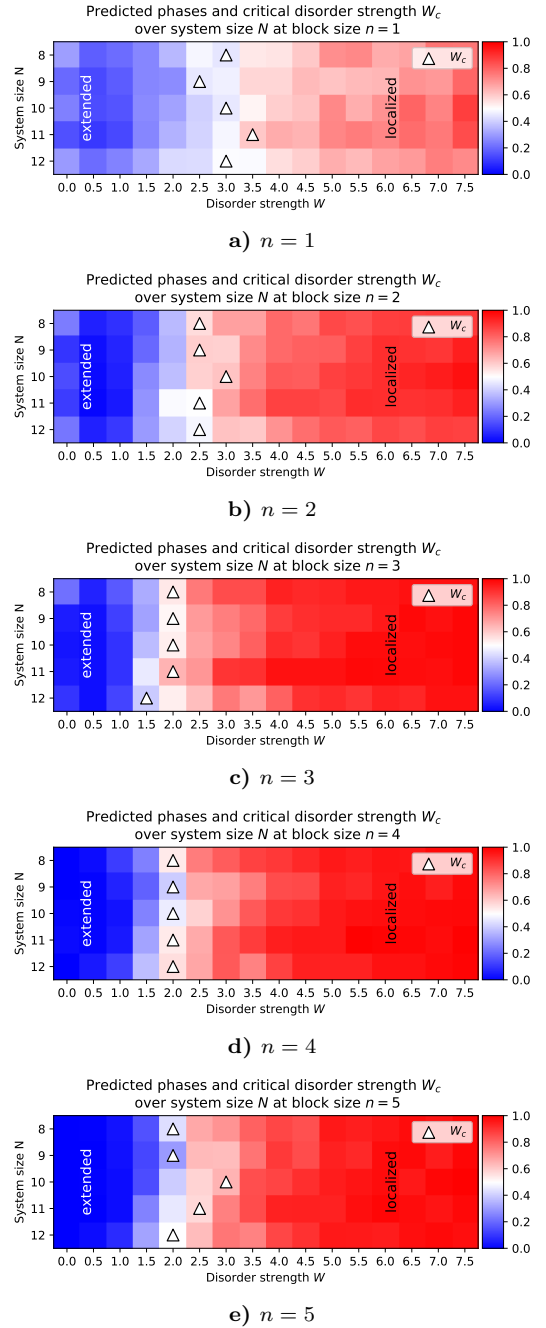 Predicted phases and critical disorder strength W_c
over system size N at block size n = 1
System size N
8
9
10
11
12
extended
localized
W_c
0.0 0.5 1.0 1.5 2.0 2.5 3.0 3.5 4.0 4.5 5.0 5.5 6.0 6.5 7.0 7.5
Disorder strength W
1.0
0.8
0.6
0.4
0.2
0.0
a) n = 1
Predicted phases and critical disorder strength W_c
over system size N at block size n = 2
System size N
8
9
10
11
12
extended
localized
W_c
0.0 0.5 1.0 1.5 2.0 2.5 3.0 3.5 4.0 4.5 5.0 5.5 6.0 6.5 7.0 7.5
Disorder strength W
1.0
0.8
0.6
0.4
0.2
0.0
b) n = 2
Predicted phases and critical disorder strength W_c
over system size N at block size n = 3
System size N
8
9
10
11
12
extended
localized
W_c
0.0 0.5 1.0 1.5 2.0 2.5 3.0 3.5 4.0 4.5 5.0 5.5 6.0 6.5 7.0 7.5
Disorder strength W
1.0
0.8
0.6
0.4
0.2
0.0
c) n = 3
Predicted phases and critical disorder strength W_c
over system size N at block size n = 4
System size N
8
9
10
11
12
extended
localized
W_c
0.0 0.5 1.0 1.5 2.0 2.5 3.0 3.5 4.0 4.5 5.0 5.5 6.0 6.5 7.0 7.5
Disorder strength W
1.0
0.8
0.6
0.4
0.2
0.0
d) n = 4
Predicted phases and critical disorder strength W_c
over system size N at block size n = 5
System size N
8
9
10
11
12
extended
localized
W_c
0.0 0.5 1.0 1.5 2.0 2.5 3.0 3.5 4.0 4.5 5.0 5.5 6.0 6.5 7.0 7.5
Disorder strength W
1.0
0.8
0.6
0.4
0.2
0.0
e) n = 5